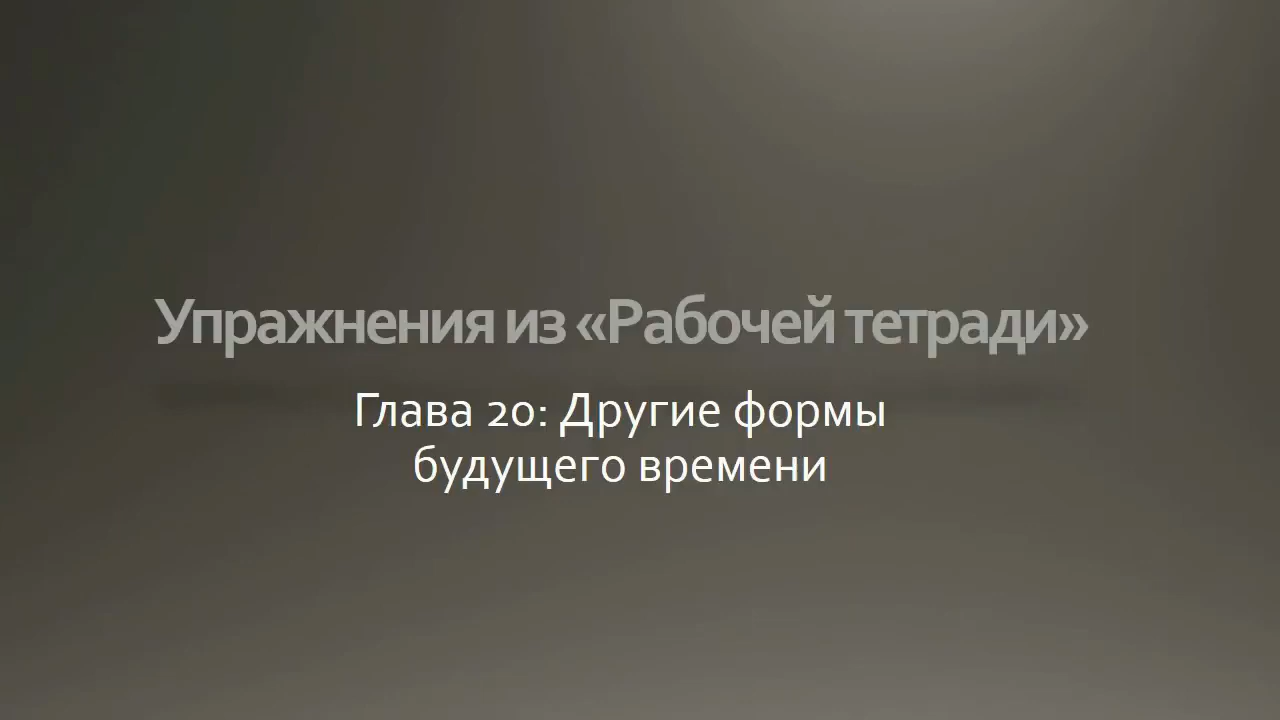 Упражнения из «Рабочей тетради»
Глава 20: Другие формы
будущего времени